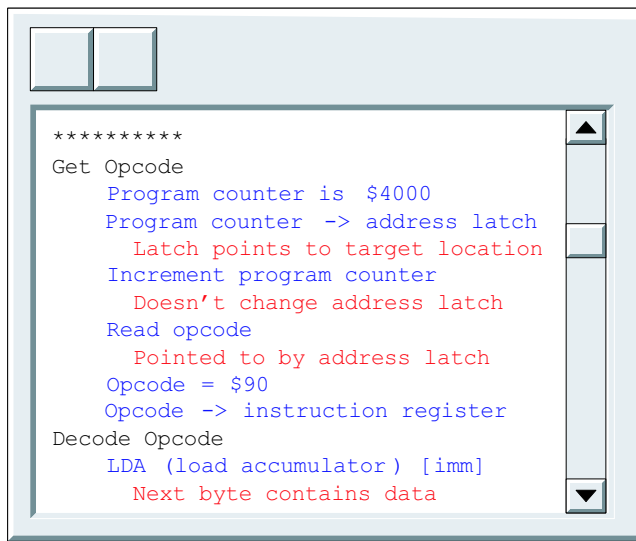 **********
Get Opcode
Program counter is $4000
Program counter -> address latch
Latch points to target location
Increment program counter
Doesn't change address latch
Read opcode
Pointed to by address latch
Opcode = $90
Opcode -> instruction register
Decode Opcode
LDA (load accumulator) [imm]
Next byte contains data